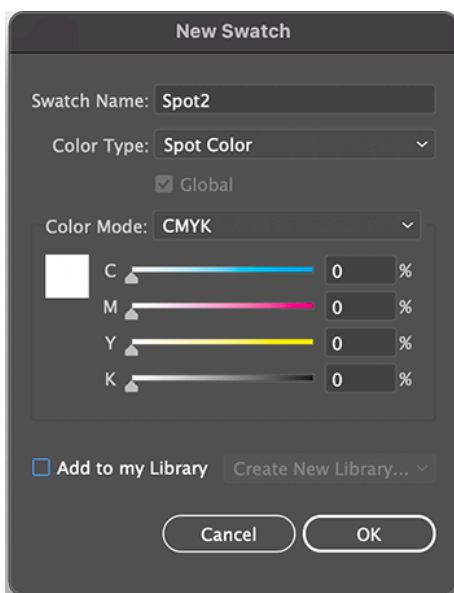 New Swatch
Swatch Name: Spot2
Color Type: Spot Color
Global
Color Mode: CMYK
C 0 %
M 0 %
Y 0 %
K 0 %
Add to my Library Create New Library...
Cancel OK